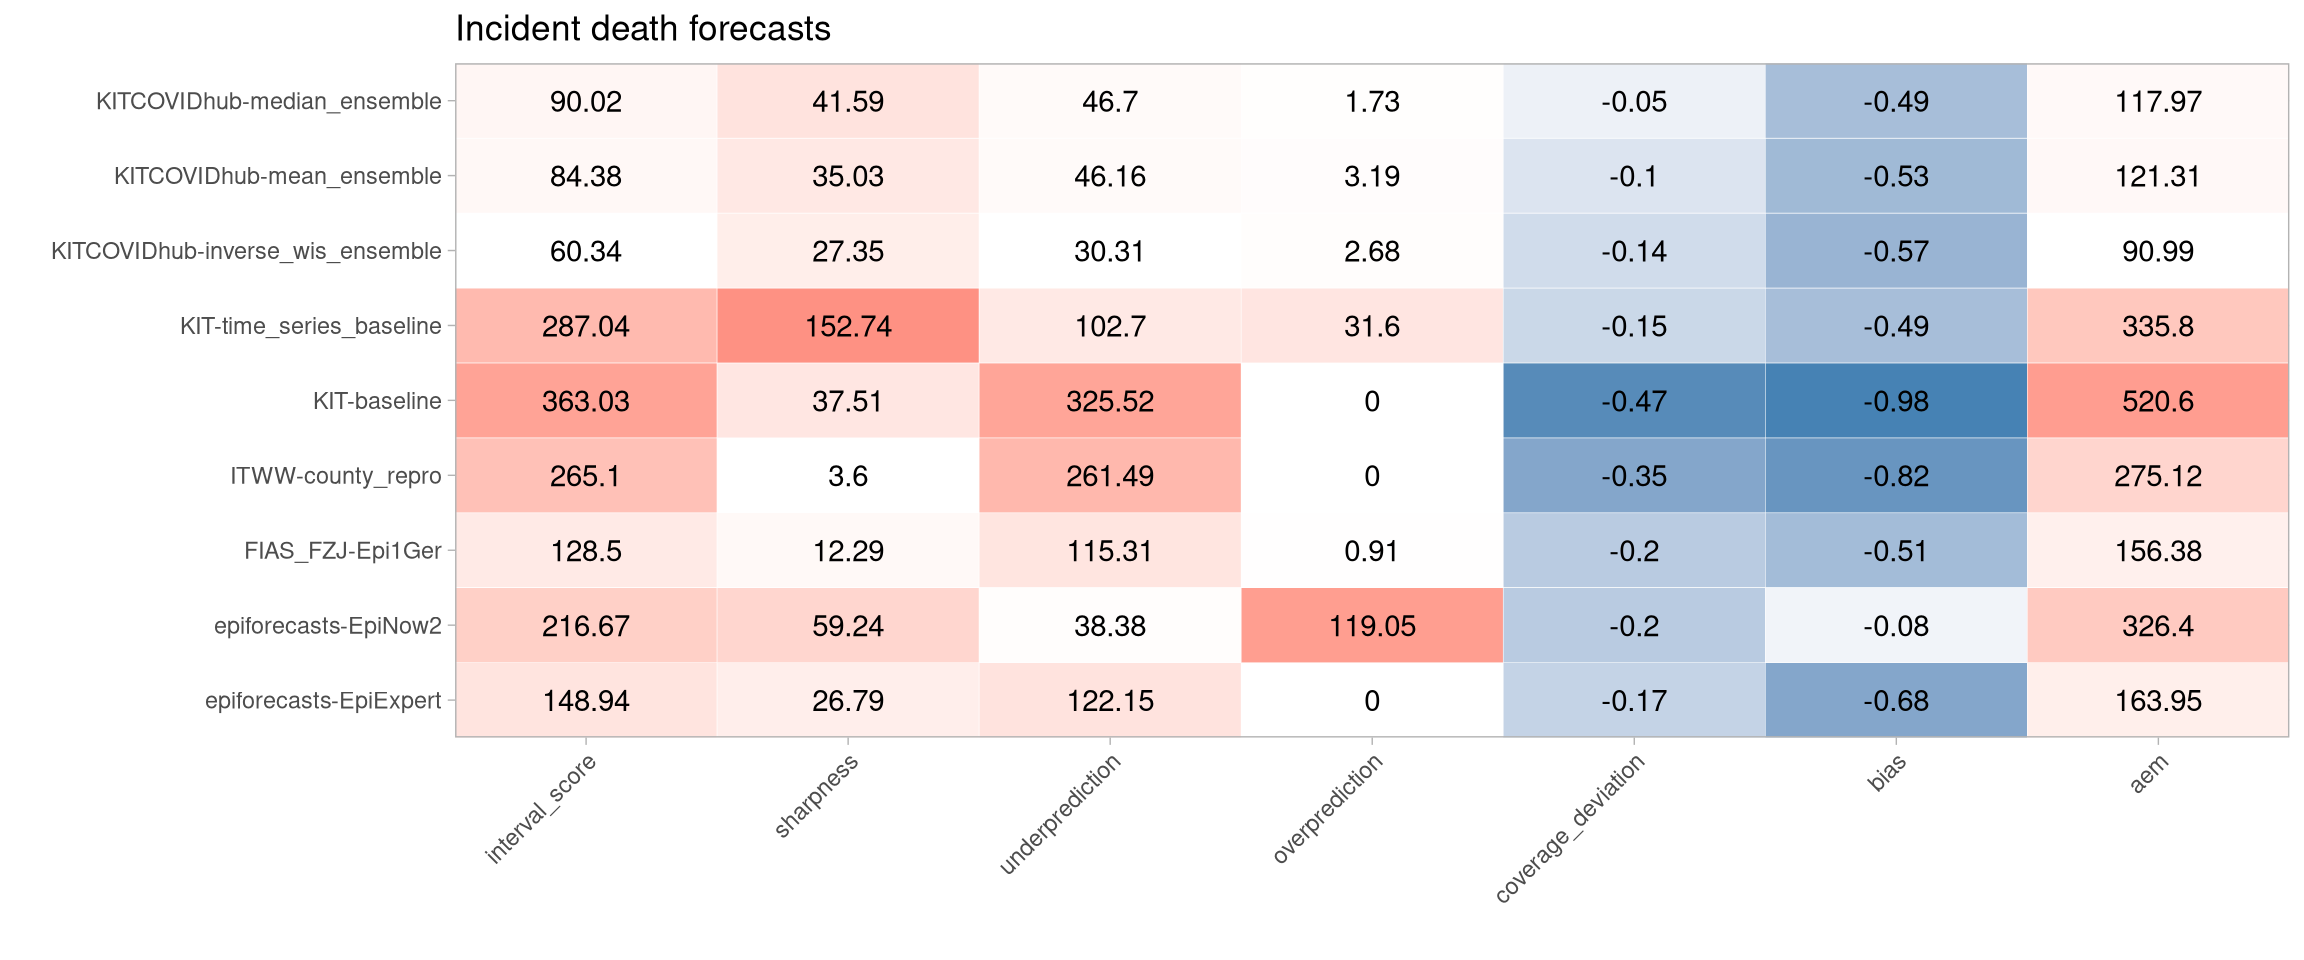 Incident death forecasts
KITCOVIDhub-median_ensemble 90.02 41.59 46.7 1.73 -0.05 -0.49 117.97
KITCOVIDhub-mean_ensemble 84.38 35.03 46.16 3.19 -0.1 -0.53 121.31
KITCOVIDhub-inverse_wis_ensemble 60.34 27.35 30.31 2.68 -0.14 -0.57 90.99
KIT-time_series_baseline 287.04 152.74 102.7 31.6 -0.15 -0.49 335.8
KIT-baseline 363.03 37.51 325.52 0 -0.47 -0.98 520.6
ITWW-county_repro 265.1 3.6 261.49 0 -0.35 -0.82 275.12
FIAS_FZJ-Epi1Ger 128.5 12.29 115.31 0.91 -0.2 -0.51 156.38
epiforecasts-EpiNow2 216.67 59.24 38.38 119.05 -0.2 -0.08 326.4
epiforecasts-EpiExpert 148.94 26.79 122.15 0 -0.17 -0.68 163.95
interval_score sharpness underprediction overprediction coverage_deviation bias aem